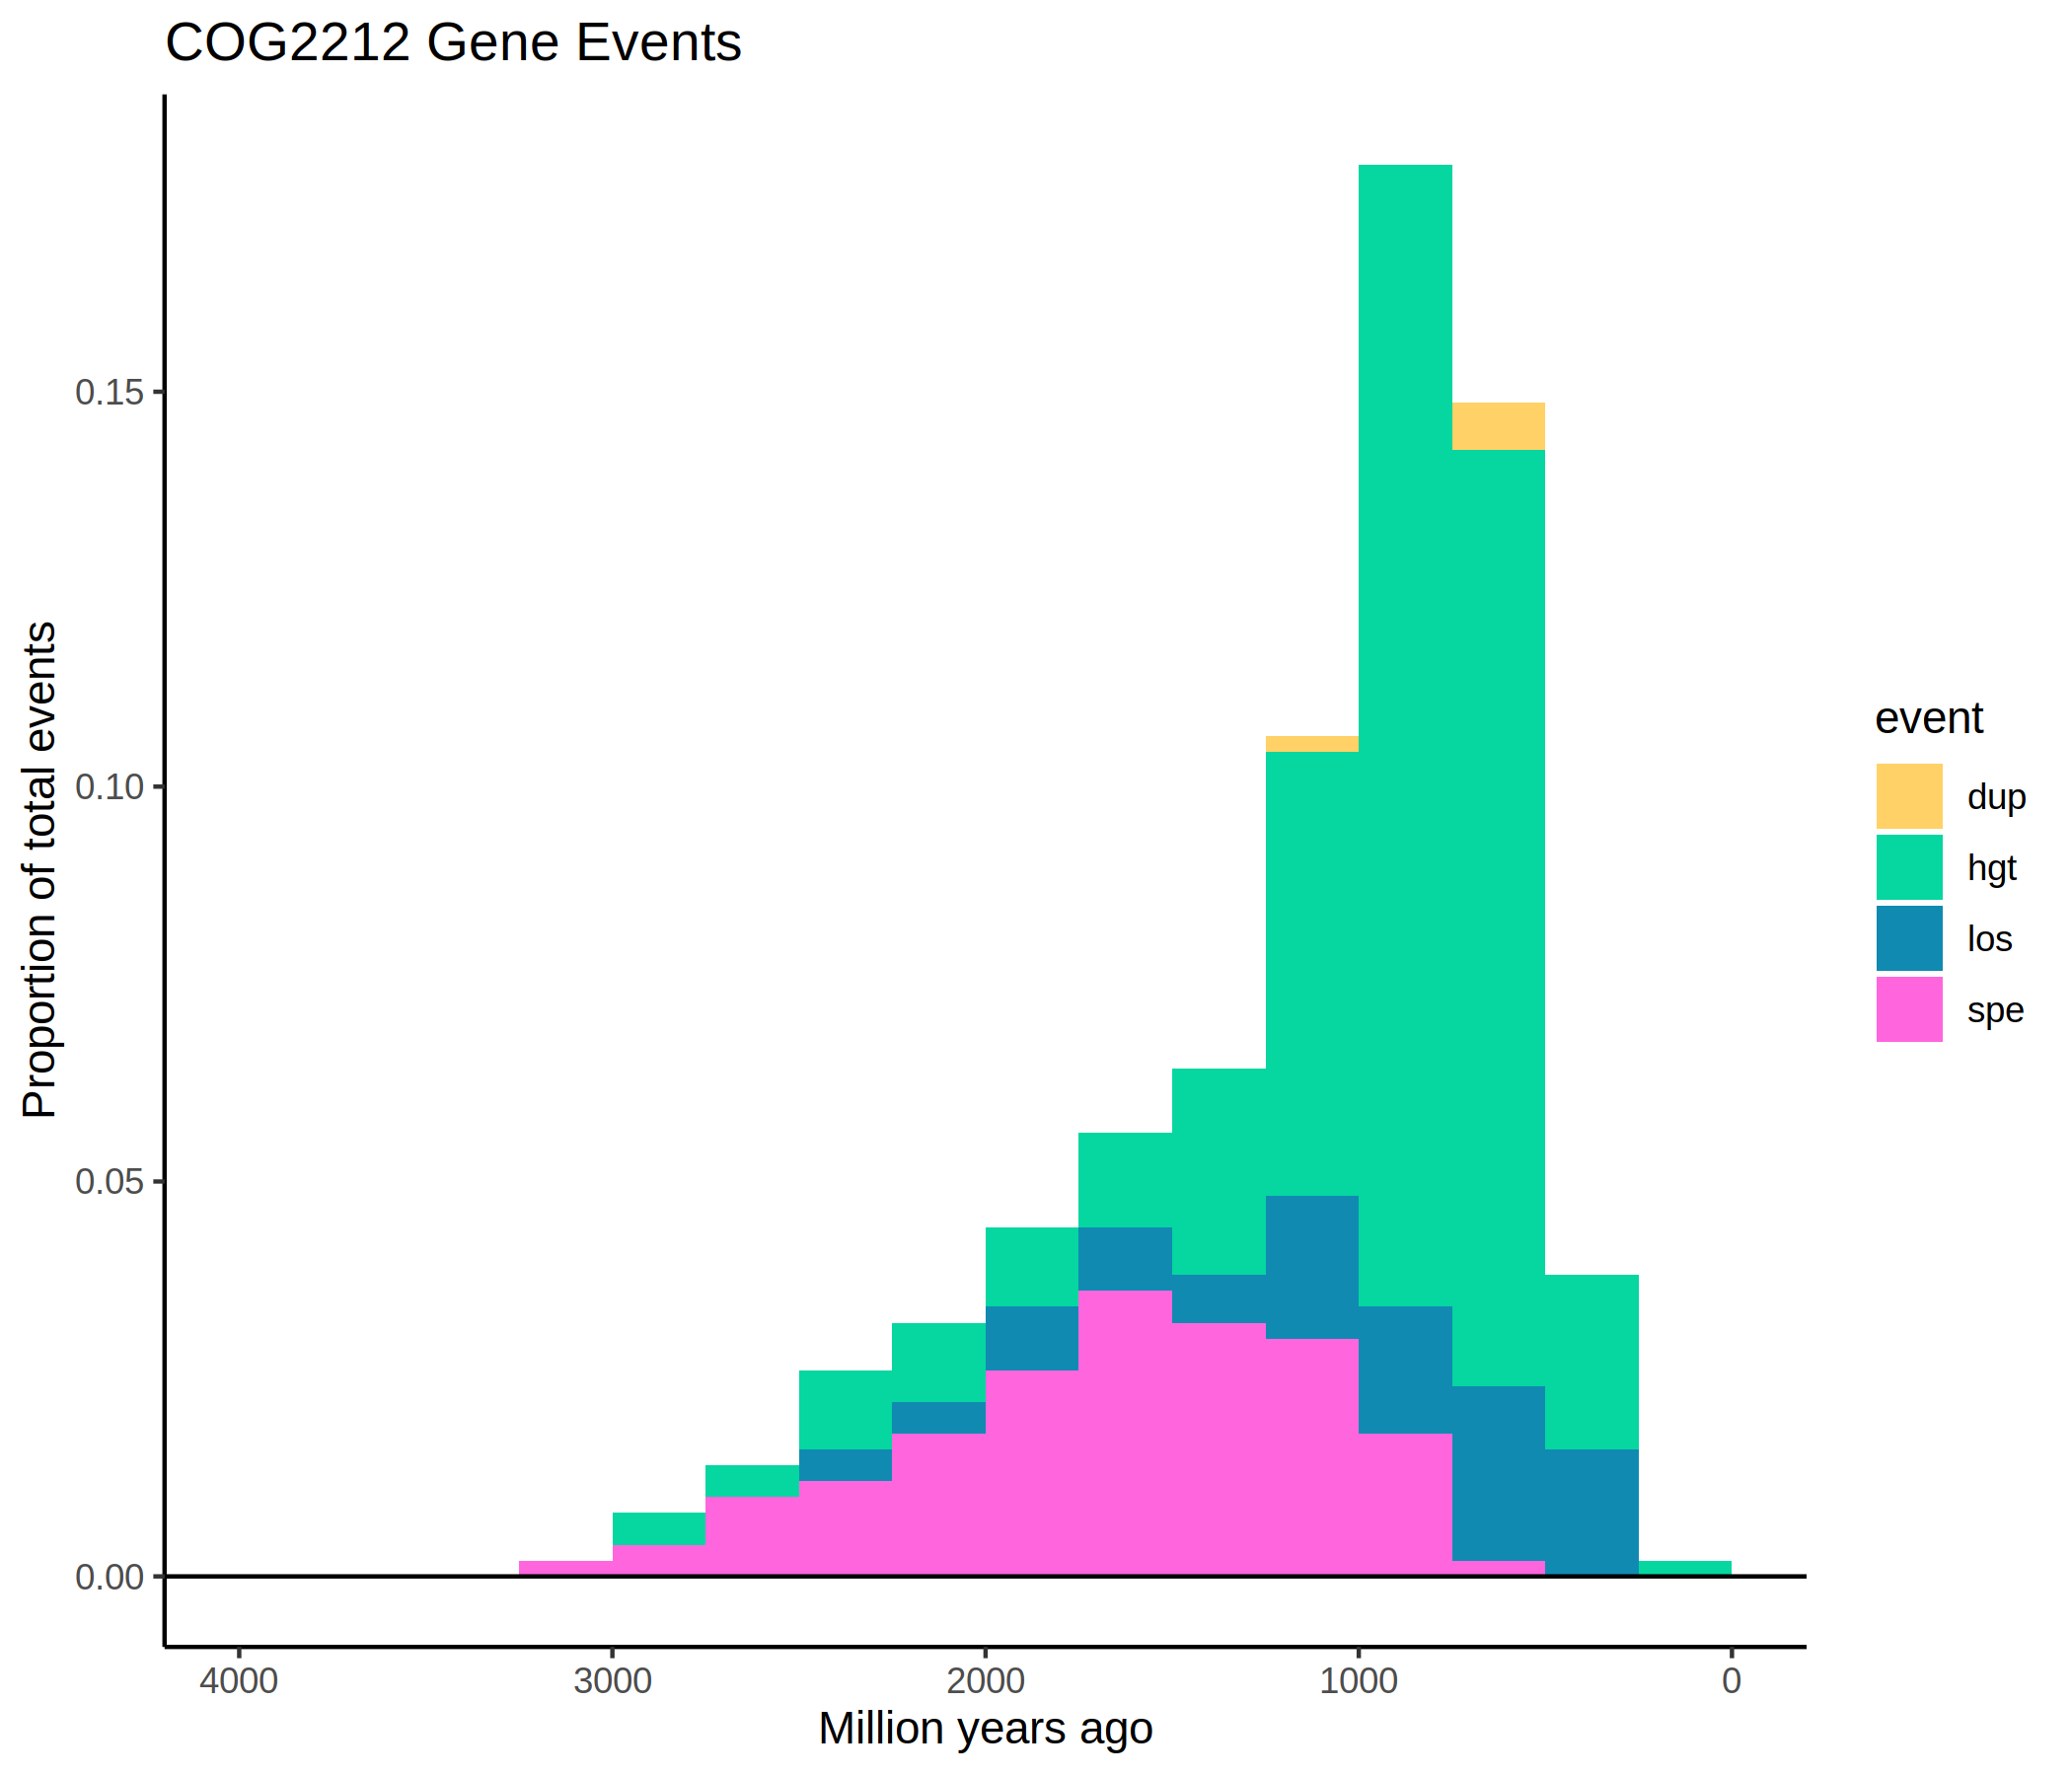 COG2212 Gene Events
Proportion of total events
0.15
0.10
0.05
0.00
4000 3000 2000 1000 0
Million years ago
event
dup
hgt
los
spe